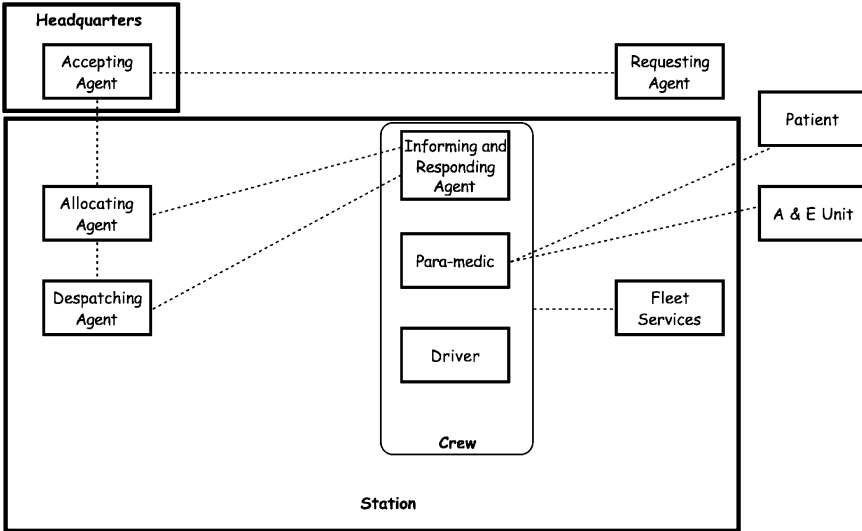 Headquarters
Accepting
Agent
Requesting
Agent
Patient
Informing and
Responding
Agent
Allocating
Agent
A & E Unit
Para-medic
Despatching
Agent
Fleet
Services
Driver
Crew
Station